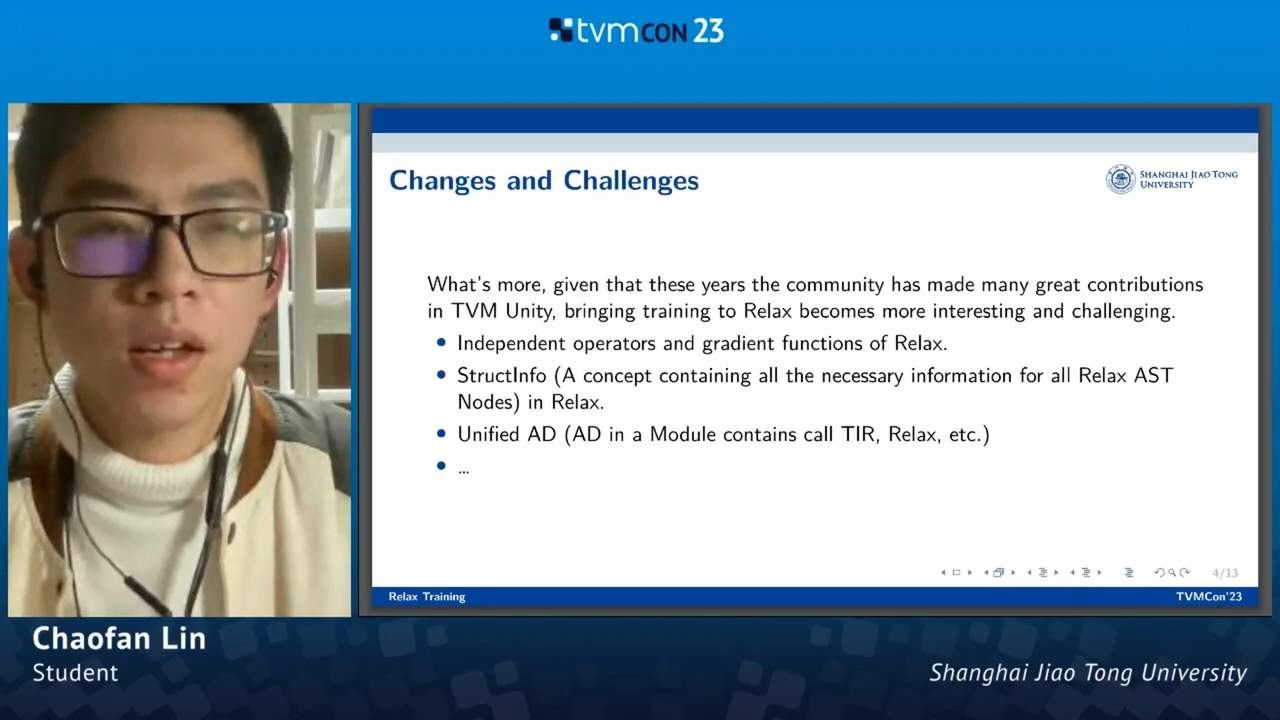 tvmcon 23
Changes and Challenges
SHANGHAI JIAO TONG
UNIVERSITY
What's more, given that these years the community has made many great contributions
in TVM Unity, bringing training to Relax becomes more interesting and challenging.
• Independent operators and gradient functions of Relax.
• StructInfo (A concept containing all the necessary information for all Relax AST
Nodes) in Relax.
• Unified AD (AD in a Module contains call TIR, Relax, etc.)
• ...
4/13
Relax Training
TVMCon'23
Chaofan Lin
Student
Shanghai Jiao Tong University